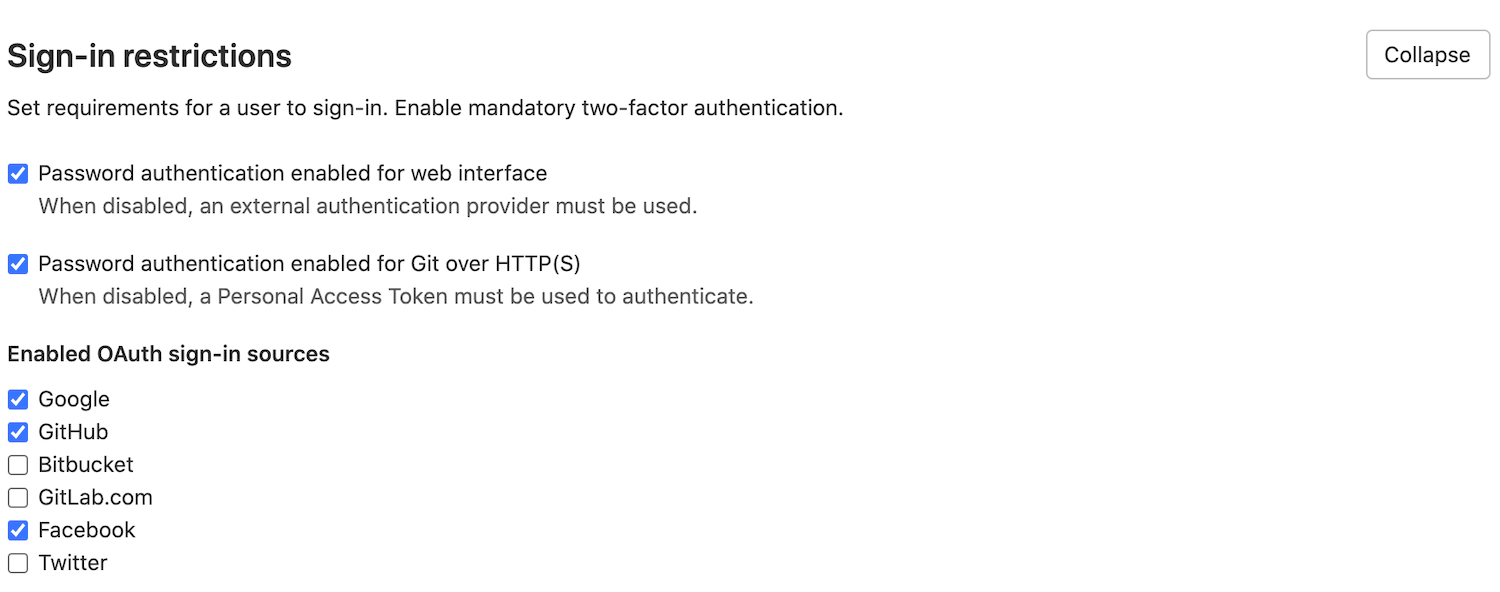 Sign-in restrictions
Collapse
Set requirements for a user to sign-in. Enable mandatory two-factor authentication.
Password authentication enabled for web interface
When disabled, an external authentication provider must be used.
Password authentication enabled for Git over HTTP(S)
When disabled, a Personal Access Token must be used to authenticate.
Enabled OAuth sign-in sources
Google
GitHub
Bitbucket
GitLab.com
Facebook
Twitter